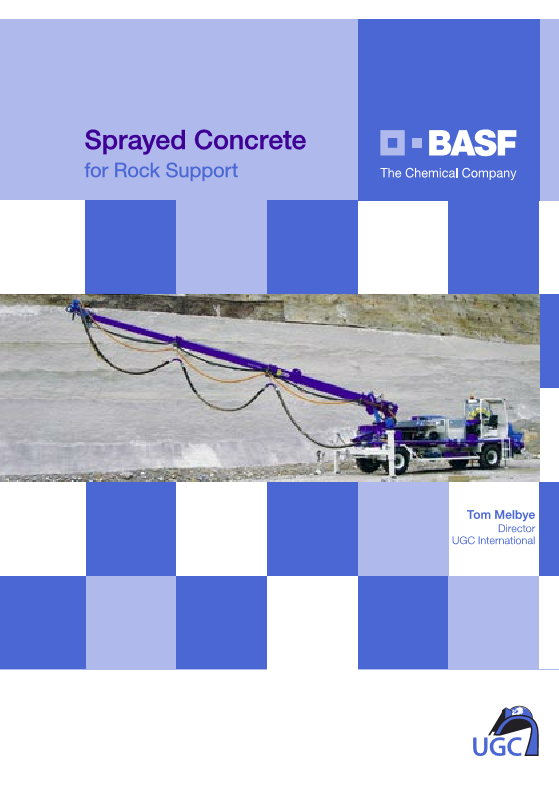 Sprayed Concrete
for Rock Support
BASF
The Chemical Company
Tom Melbye
Director
UGC International
UGC